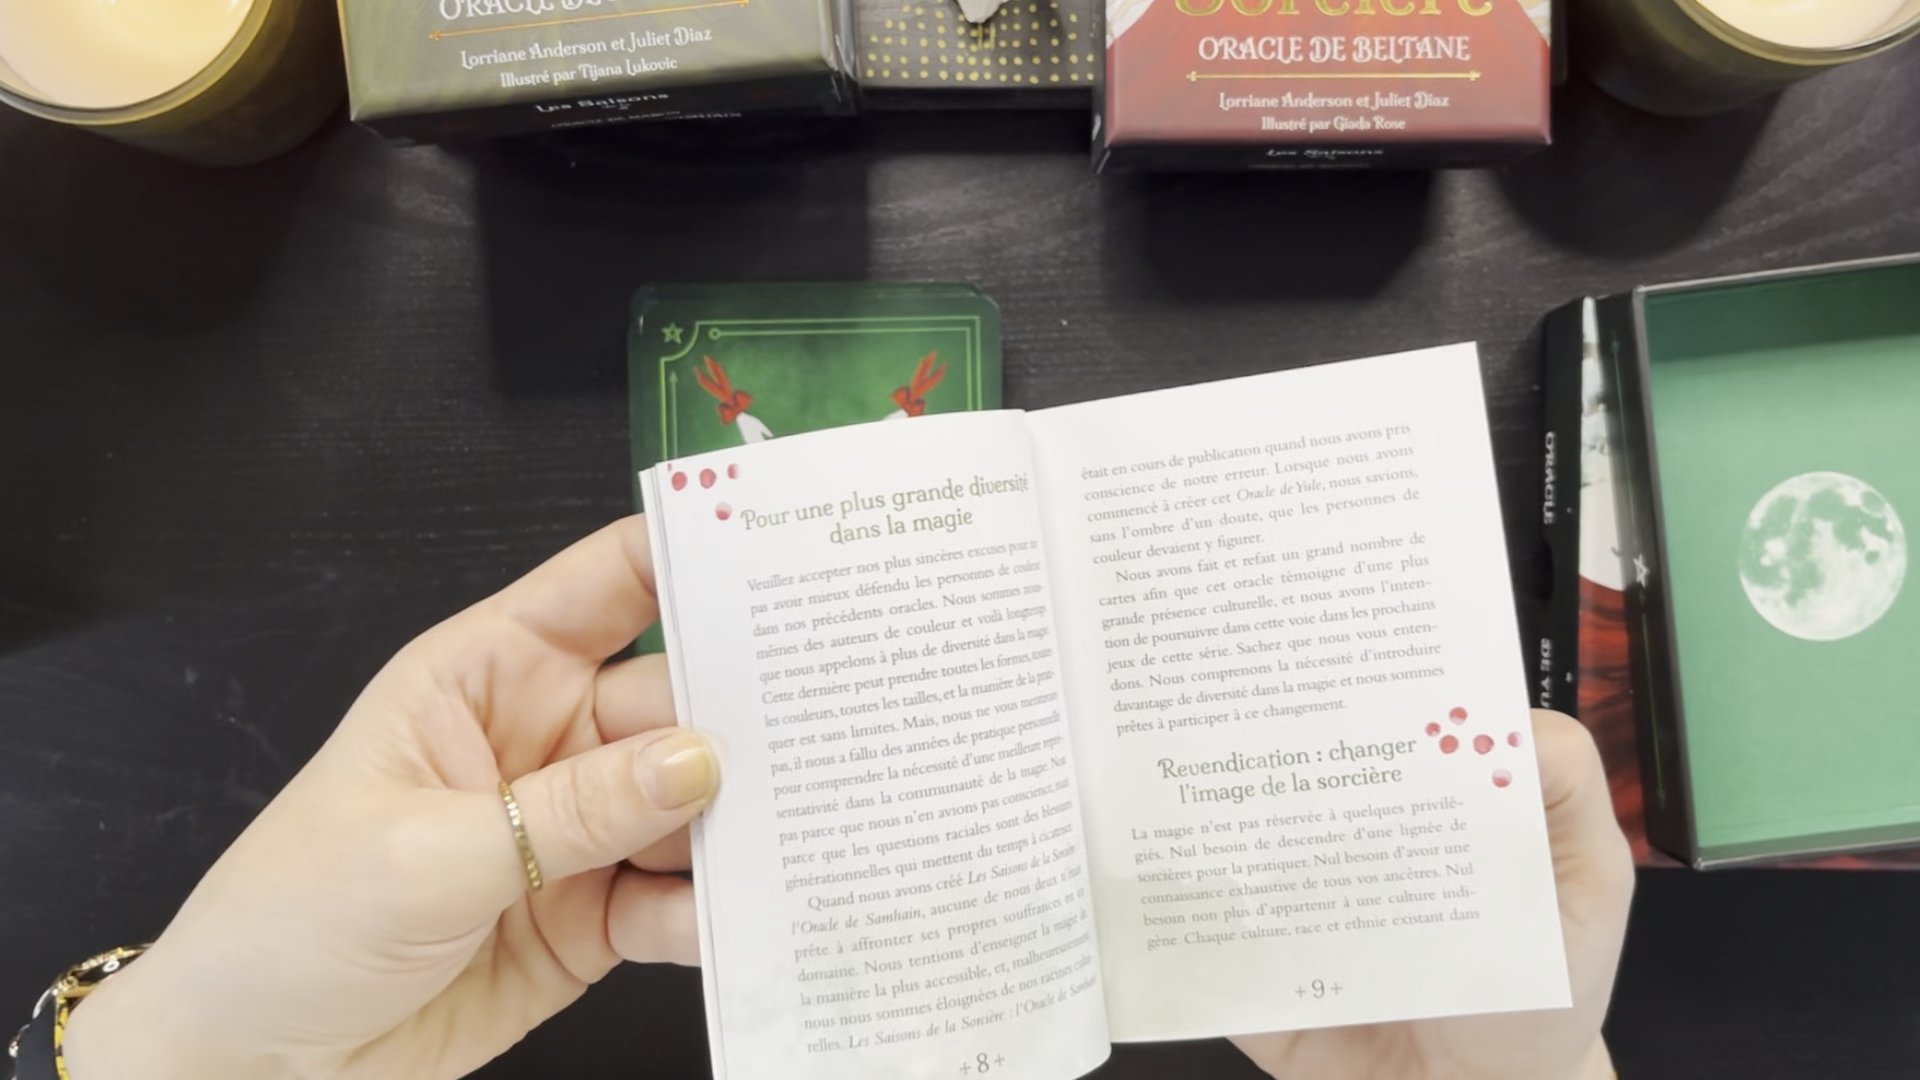 ORACLE DE
Lorriane Anderson et Juliet Diaz
Illustré par Tijana Lukovic
Les Saisons
Sorcière
ORACLE DE BELTANE
Lorriane Anderson et Juliet Diaz
Illustré par Giada Rose
Les Saisons
Pour une plus grande diversité
dans la magie
Veuillez accepter nos plus sincères excuses pour n
pas avoir mieux défendu les personnes de couleur
dans nos précédents oracles. Nous sommes nous-
mêmes des auteurs de couleur et voilà longtemps
que nous appelons à plus de diversité dans la magie.
Cette dernière peut prendre toutes les formes, toutes
les couleurs, toutes les tailles, et la manière de la prati-
quer est sans limites. Mais, nous ne vous mentirons
pas, il nous a fallu des années de pratique personnelle
pour comprendre la nécessité d'une meilleure repré-
sentativité dans la communauté de la magie. Non
pas parce que nous n'en avions pas conscience, mais
parce que les questions raciales sont des blessures
générationnelles qui mettent du temps à cicatriser.
Quand nous avons créé Les Saisons de la Sorcière
l'Oracle de Samhain, aucune de nous deux n'était
prête à affronter ses propres souffrances en ce
domaine. Nous tentions d'enseigner la magie de
la manière la plus accessible, et, malheureusement,
nous nous sommes éloignées de nos racines cultu-
relles. Les Saisons de la Sorcière : l'Oracle de Samhain
+ 8 +
était en cours de publication quand nous avons pris
conscience de notre erreur. Lorsque nous avons
commencé à créer cet Oracle de Yule, nous savions,
sans l'ombre d'un doute, que les personnes de
couleur devaient y figurer.
Nous avons fait et refait un grand nombre de
cartes afin que cet oracle témoigne d'une plus
grande présence culturelle, et nous avons l'inten-
tion de poursuivre dans cette voie dans les prochains
jeux de cette série. Sachez que nous vous enten-
dons. Nous comprenons la nécessité d'introduire
davantage de diversité dans la magie et nous sommes
prêtes à participer à ce changement.
Revendication : changer
l'image de la sorcière
La magie n'est pas réservée à quelques privilé-
giés. Nul besoin de descendre d'une lignée de
sorcières pour la pratiquer. Nul besoin d'avoir une
connaissance exhaustive de tous vos ancêtres. Nul
besoin non plus d'appartenir à une culture indi-
gène. Chaque culture, race et ethnie existant dans
+ 9 +
ORACLE
DE YU